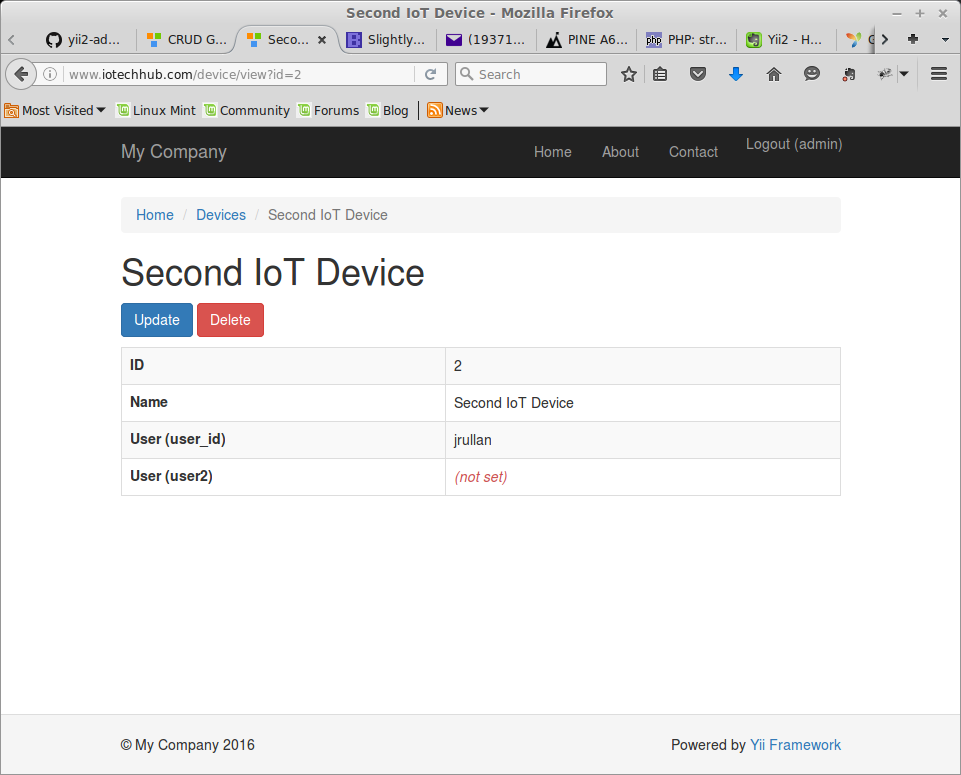 Second IoT Device - Mozilla Firefox
yii2-ad... CRUD G... Seco... Slightly... (19371... PINE A6... php PHP: str... Yii2 - H...
www.iotechhub.com/device/view?id=2 Search
Most Visited Linux Mint Community Forums Blog News
My Company Home About Contact Logout (admin)
Home / Devices / Second IoT Device
Second IoT Device
Update Delete
ID 2
Name Second IoT Device
User (user_id) jrullan
User (user2) (not set)
© My Company 2016 Powered by Yii Framework